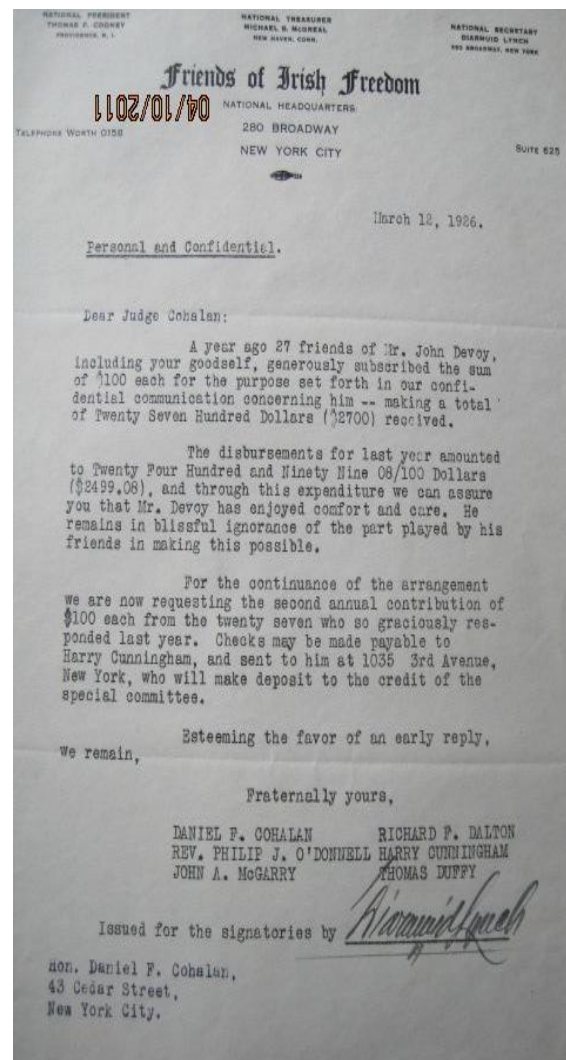 NATIONAL PRESIDENT
THOMAS F. COONEY
PROVIDENCE, R. I.
NATIONAL TREASURER
MICHAEL B. McGREAL
NEW HAVEN, CONN.
NATIONAL SECRETARY
DIARMUID LYNCH
280 BROADWAY, NEW YORK
Friends of Irish Freedom
04/10/2011
NATIONAL HEADQUARTERS
TELEPHONE WORTH 0158
280 BROADWAY
NEW YORK CITY
SUITE 625
March 12, 1926.
Personal and Confidential.
Dear Judge Cohalan:
A year ago 27 friends of Mr. John Devoy,
including your goodself, generously subscribed the sum
of $100 each for the purpose set forth in our confi-
dential communication concerning him -- making a total
of Twenty Seven Hundred Dollars ($2700) received.
The disbursements for last year amounted
to Twenty Four Hundred and Ninety Nine 08/100 Dollars
($2499.08), and through this expenditure we can assure
you that Mr. Devoy has enjoyed comfort and care. He
remains in blissful ignorance of the part played by his
friends in making this possible.
For the continuance of the arrangement
we are now requesting the second annual contribution of
$100 each from the twenty seven who so graciously res-
ponded last year. Checks may be made payable to
Harry Cunningham, and sent to him at 1035 3rd Avenue,
New York, who will make deposit to the credit of the
special committee.
Esteeming the favor of an early reply,
we remain,
Fraternally yours,
DANIEL F. COHALAN RICHARD F. DALTON
REV. PHILIP J. O'DONNELL HARRY CUNNINGHAM
JOHN A. McGARRY THOMAS DUFFY
Issued for the signatories by Diarmuid Lynch
Hon. Daniel F. Cohalan,
43 Cedar Street,
New York City.